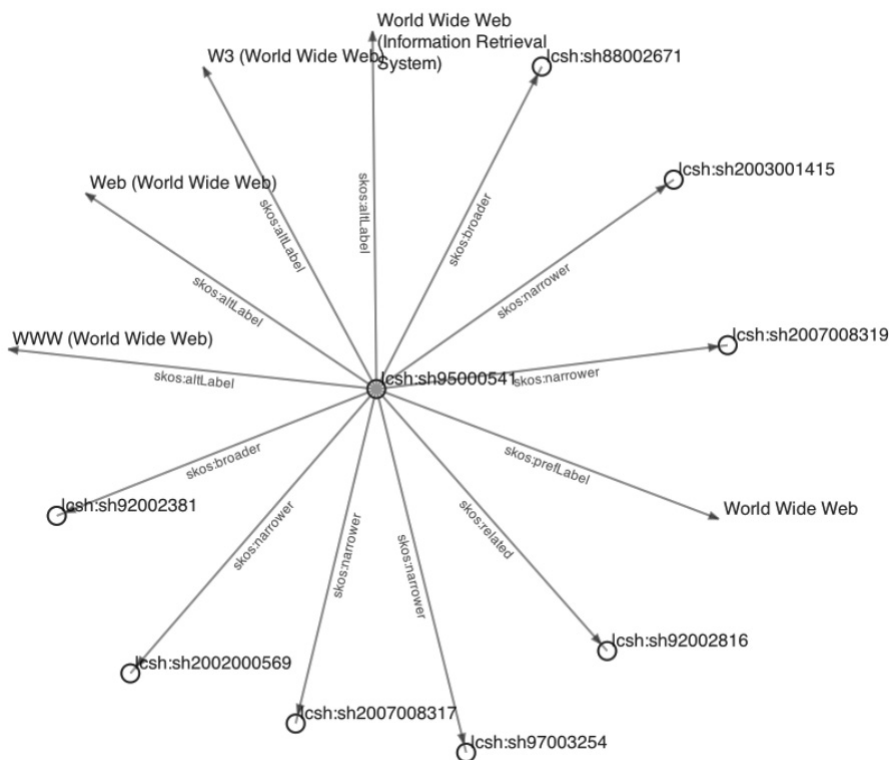 World Wide Web
(Information Retrieval
System)
W3 (World Wide Web)
lcsh:sh88002671
lcsh:sh2003001415
Web (World Wide Web)
skos:altLabel
skos:altLabel
skos:broader
skos:narrower
skos:altLabel
WWW (World Wide Web)
lcsh:sh2007008319
skos:altLabel
lcsh:sh95000541
skos:narrower
skos:broader
skos:prefLabel
lcsh:sh92002381
World Wide Web
skos:narrower
skos:narrower
skos:narrower
skos:related
lcsh:sh92002816
lcsh:sh2002000569
lcsh:sh2007008317
lcsh:sh97003254